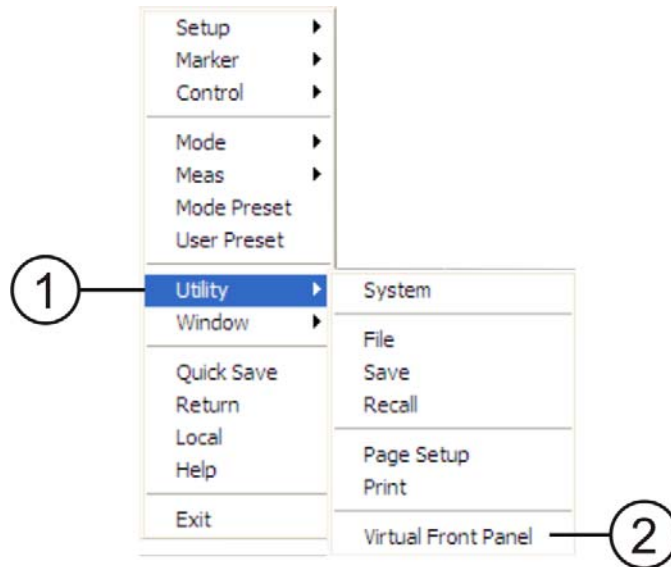 Setup
Marker
Control
Mode
Meas
Mode Preset
User Preset
1
Utility
Window
Quick Save
Return
Local
Help
Exit
System
File
Save
Recall
Page Setup
Print
Virtual Front Panel
2